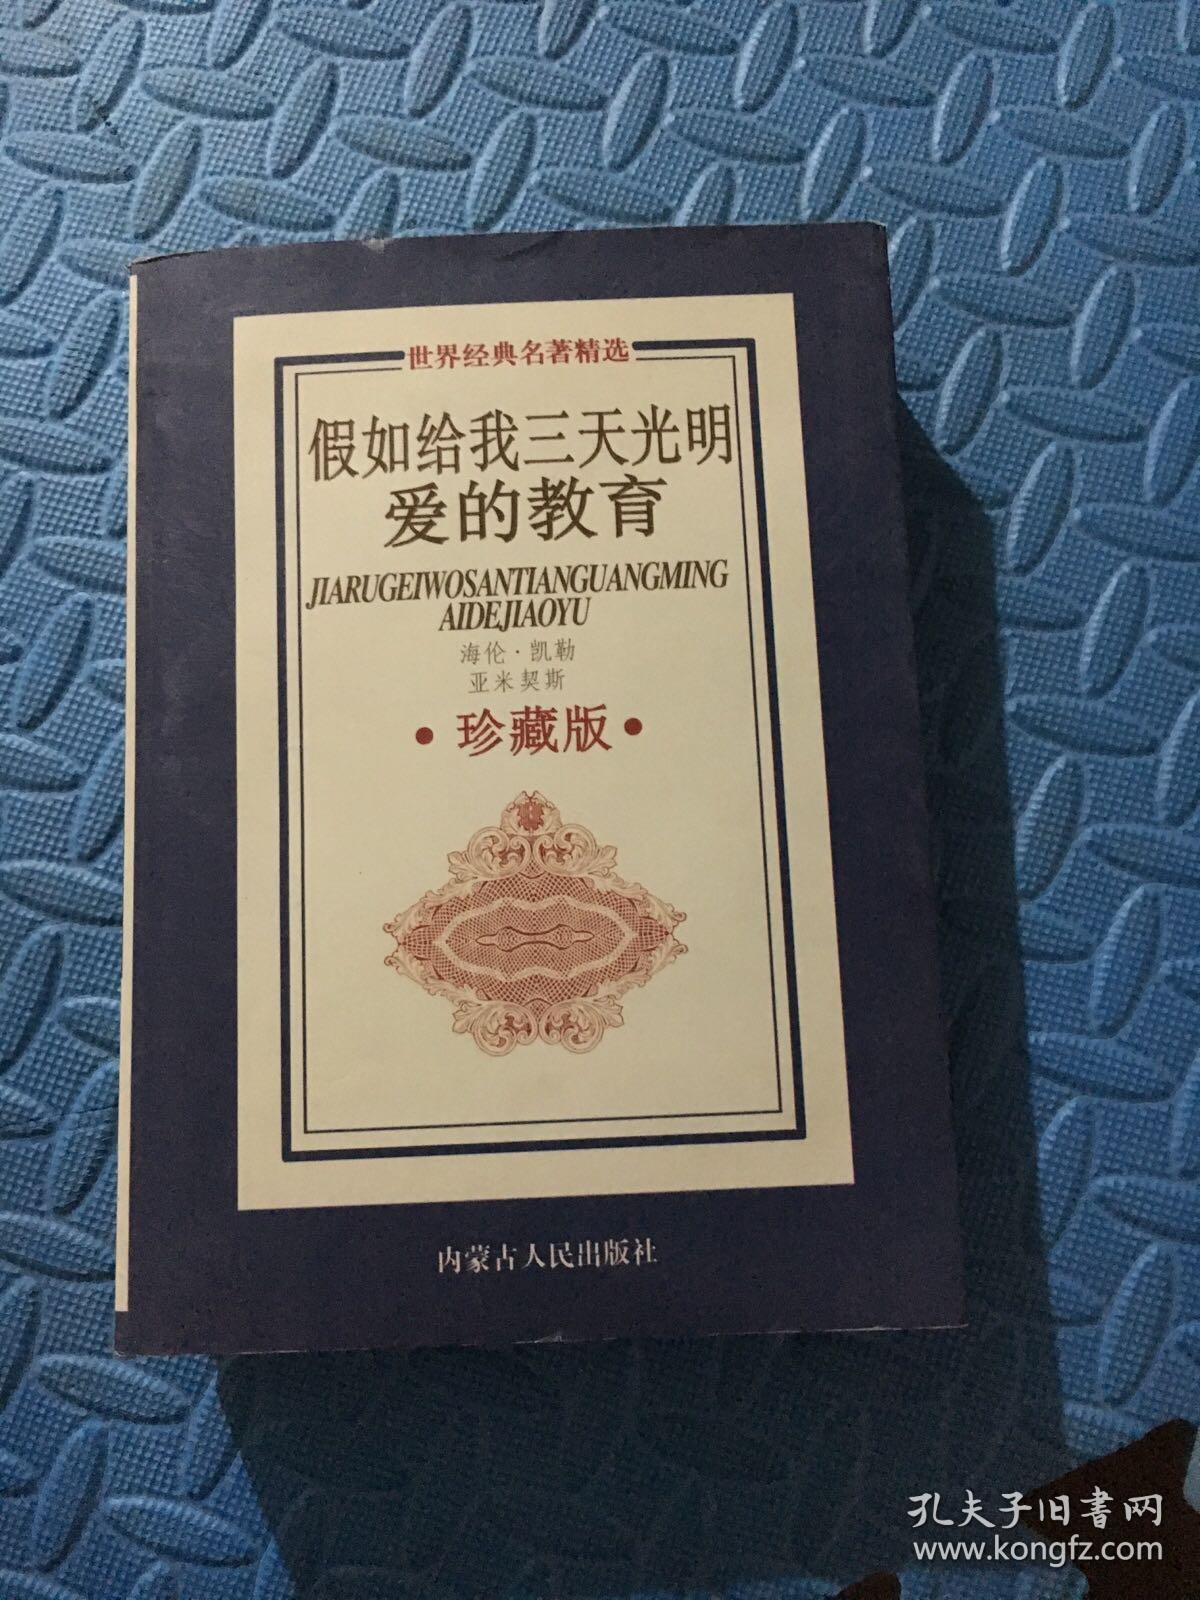 世界经典名著精选
假如给我三天光明
爱的教育
JIARUGEIWOSANTIANGUANGMING
AIDEJIAOYU
海伦·凯勒
亚米契斯
•珍藏版•
内蒙古人民出版社
孔夫子旧书网
www.kongfz.com